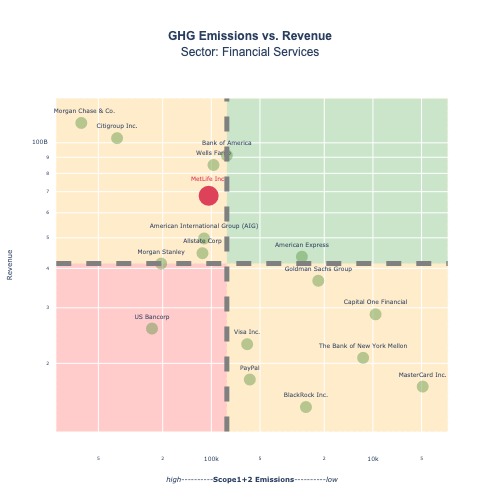 GHG Emissions vs. Revenue
Sector: Financial Services
Morgan Chase & Co.
Citigroup Inc.
100B
Bank of America
9
Wells Far
8
MetLife Inc.
7
6
American International Group (AIG)
5
Allstate Corp
American Express
Morgan Stanley
4
Goldman Sachs Group
Revenue
3
Capital One Financial
US Bancorp
Visa Inc.
The Bank of New York Mellon
2
PayPal
MasterCard Inc.
BlackRock Inc.
5
2
100k
5
2
10k
5
high----------Scope1+2 Emissions----------low